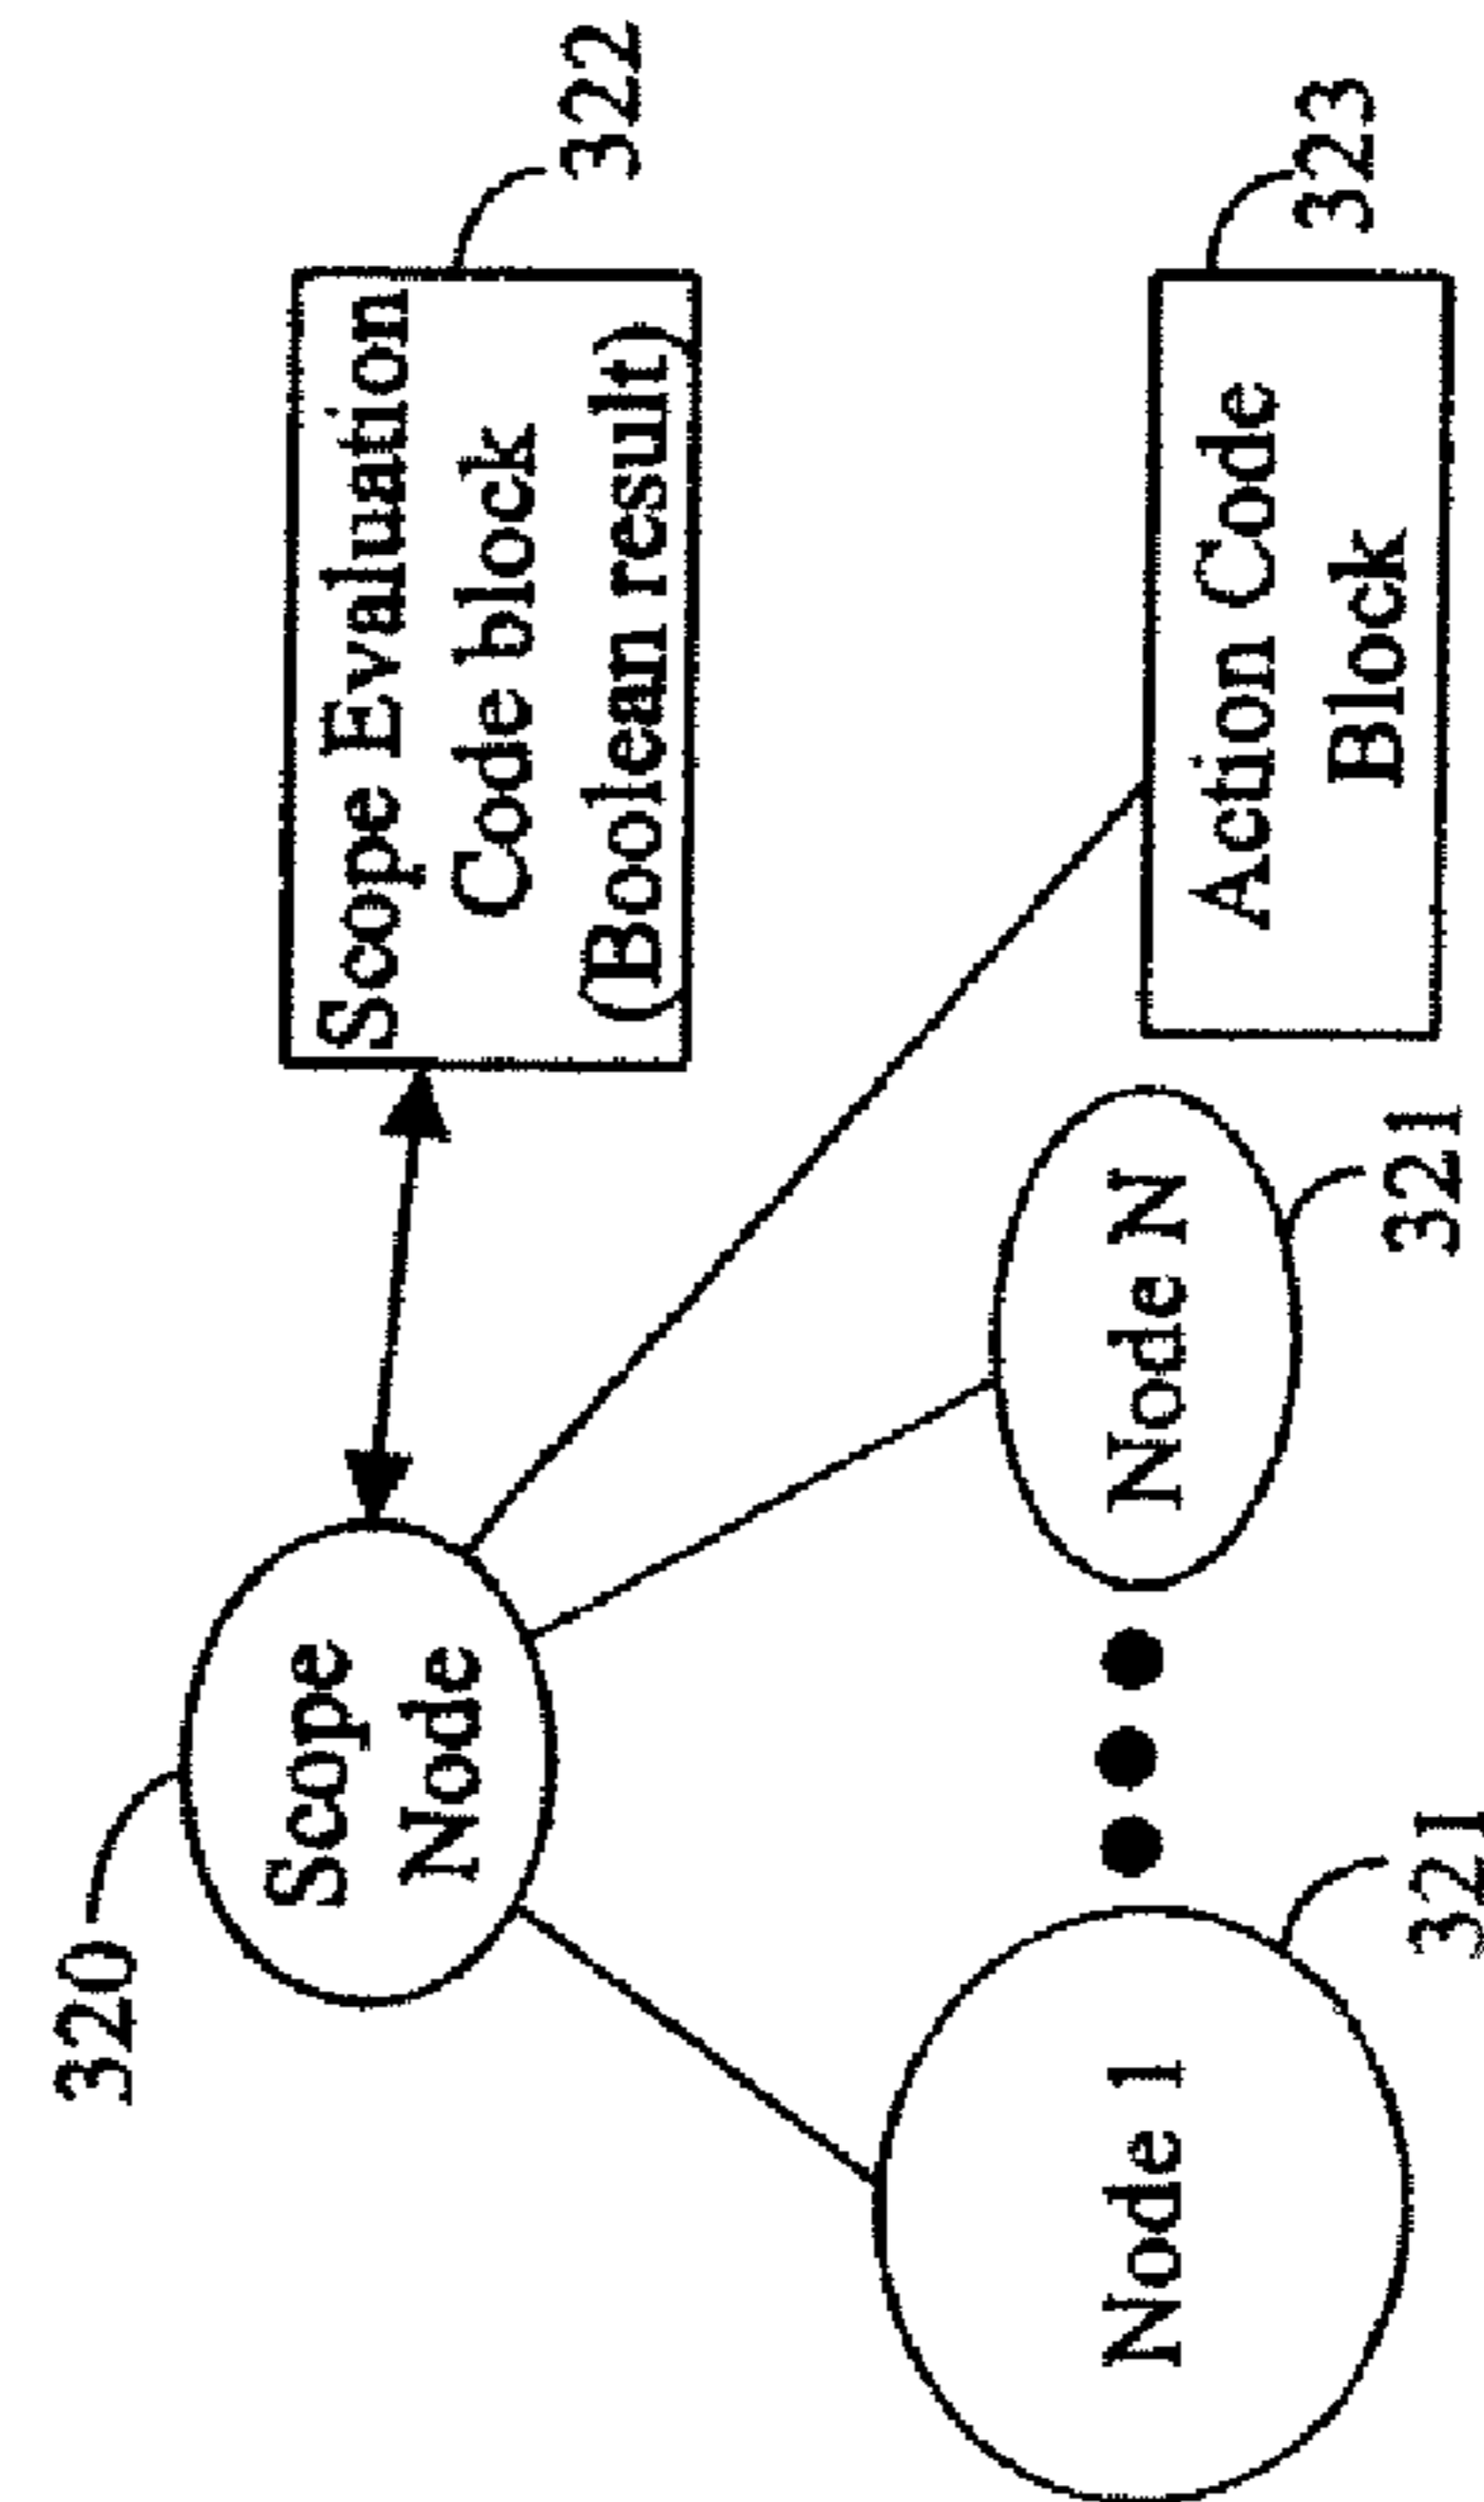 320
Scope
Node
Scope Evaluation
Code block
(Boolean result)
322
Node 1
321
Node N
321
Action Code
Block
323